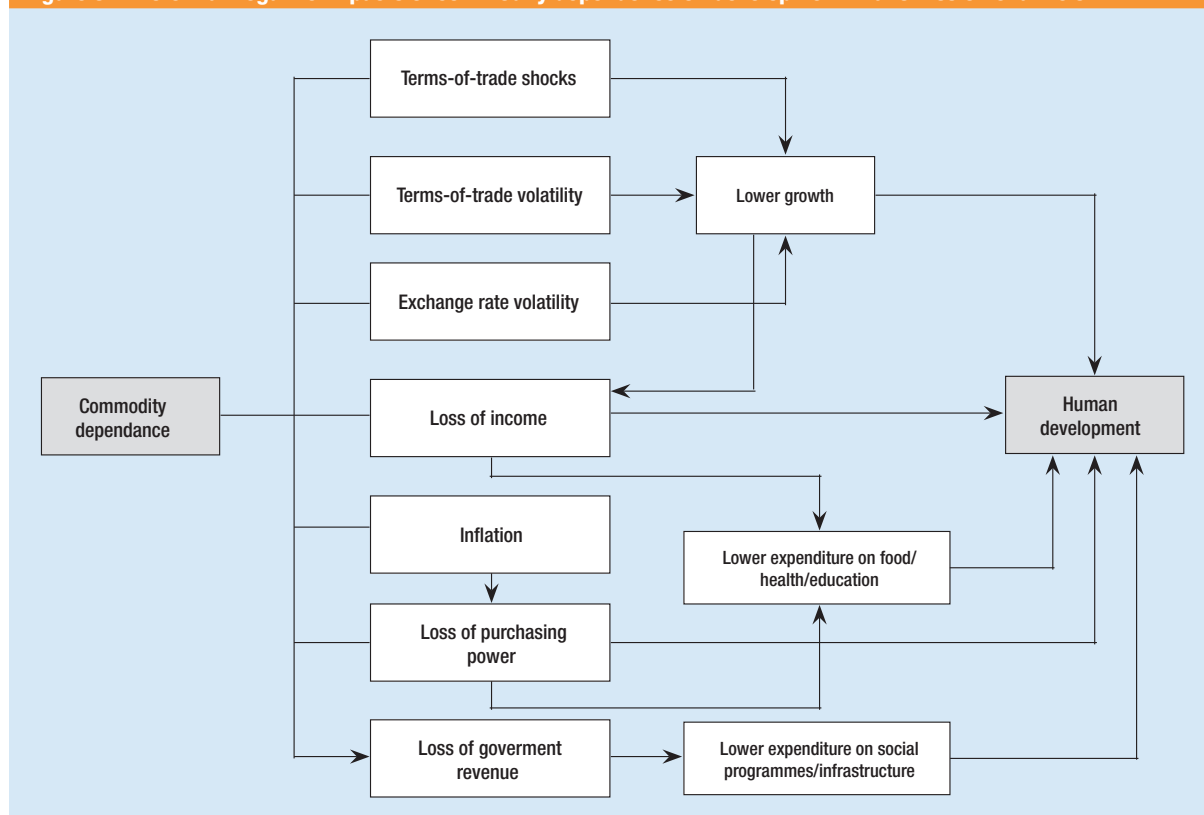 Terms-of-trade shocks
Terms-of-trade volatility
Lower growth
Exchange rate volatility
Commodity
dependance
Loss of income
Human
development
Inflation
Lower expenditure on food/
health/education
Loss of purchasing
power
Loss of goverment
revenue
Lower expenditure on social
programmes/infrastructure